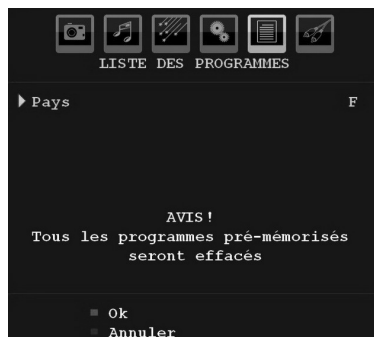 LISTE DES PROGRAMMES
Pays F
AVIS!
Tous les programmes pré-mémorisés
seront effacés
Ok
Annuler